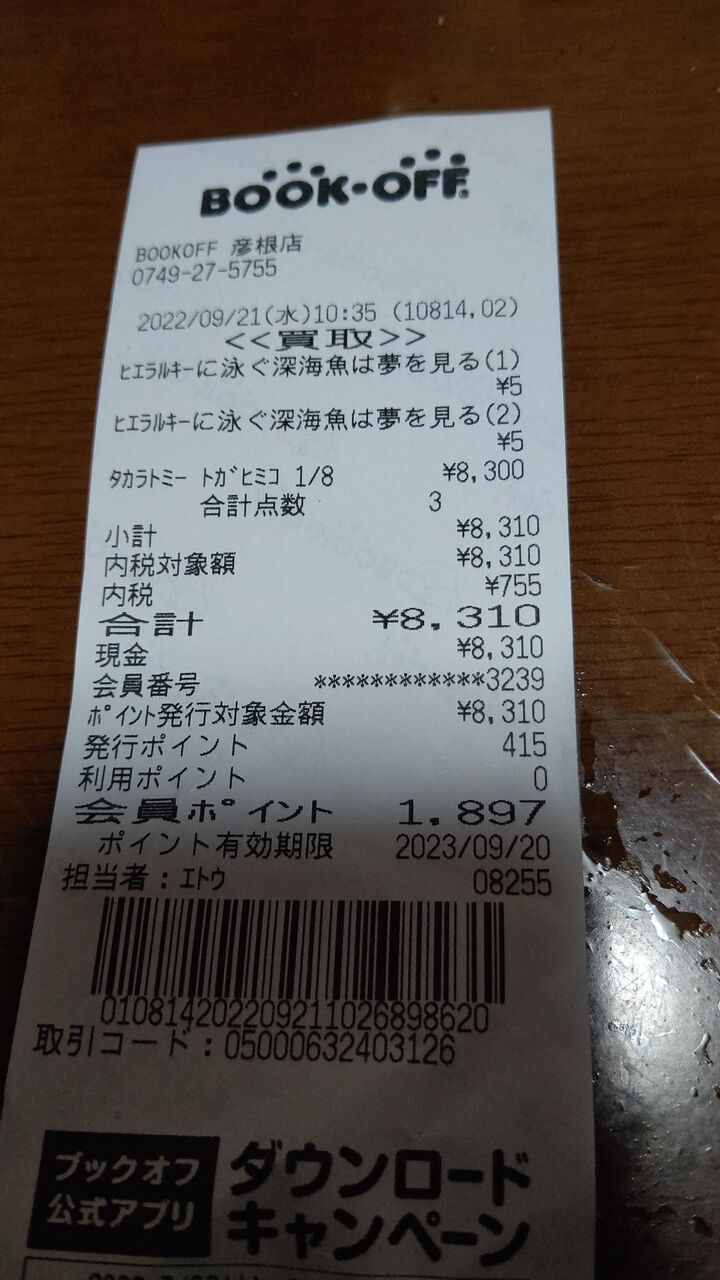 BOOK-OFF
BOOKOFF 彦根店
0749-27-5755
2022/09/21(水)10:35 (10814,02)
<<買取>>
ヒエラルキーに泳ぐ深海魚は夢を見る(1)
¥5
ヒエラルキーに泳ぐ深海魚は夢を見る(2)
¥5
タカラトミー トガヒミコ 1/8 ¥8,300
合計点数 3
小計 ¥8,310
内税対象額 ¥8,310
内税 ¥755
合計 ¥8,310
現金 ¥8,310
会員番号 ************3239
ポイント発行対象金額 ¥8,310
発行ポイント 415
利用ポイント 0
会員ポイント 1,897
ポイント有効期限 2023/09/20
担当者:エトウ 08255
0108142022092110268986​20
取引コード:05000632403126
ブックオフ
公式アプリ
ダウンロード
キャンペーン